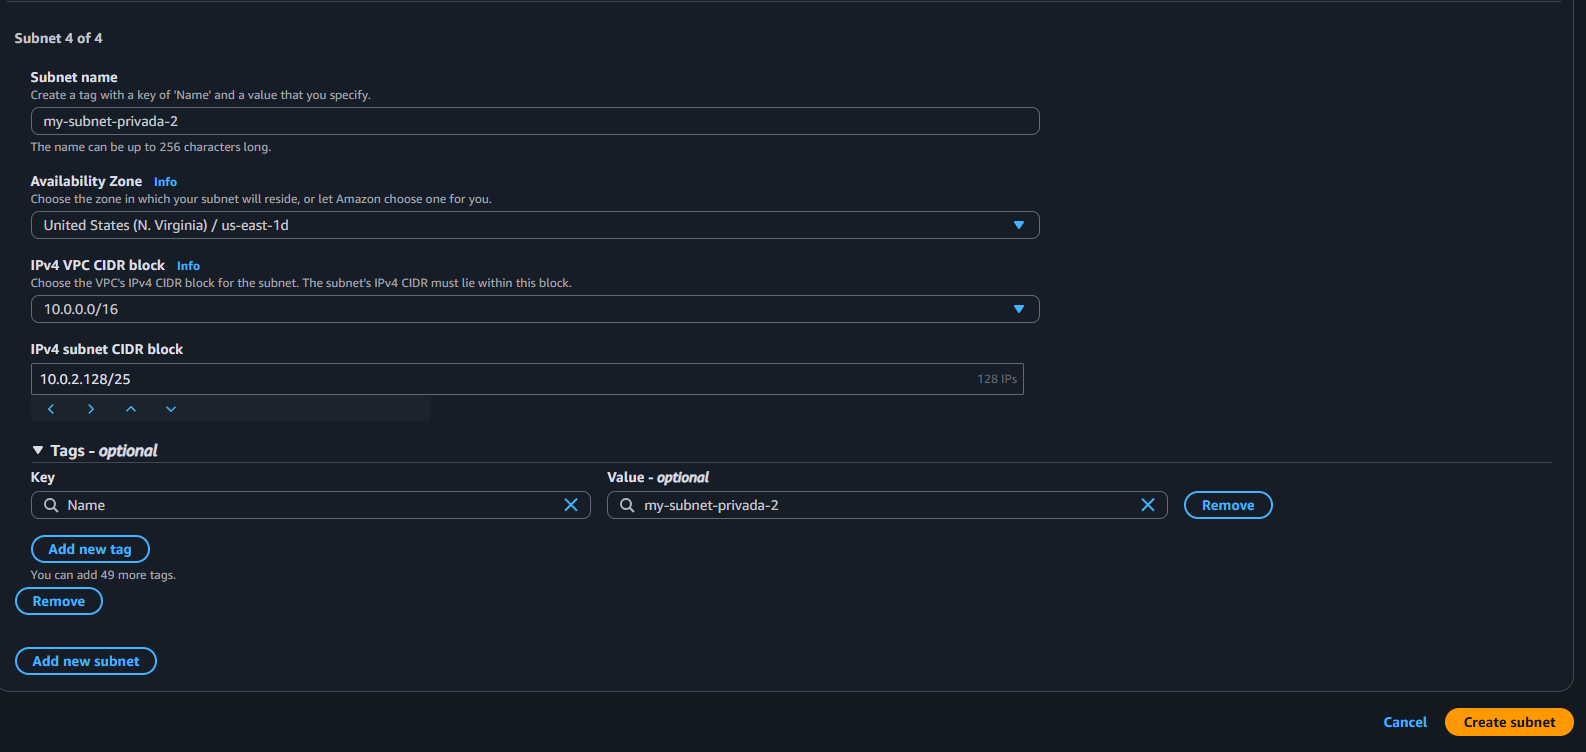 Subnet 4 of 4
Subnet name
Create a tag with a key of 'Name' and a value that you specify.
my-subnet-privada-2
The name can be up to 256 characters long.
Availability Zone Info
Choose the zone in which your subnet will reside, or let Amazon choose one for you.
United States (N. Virginia) / us-east-1d
IPv4 VPC CIDR block Info
Choose the VPC's IPv4 CIDR block for the subnet. The subnet's IPv4 CIDR must lie within this block.
10.0.0.0/16
IPv4 subnet CIDR block
10.0.2.128/25 128 IPs
Tags - optional
Key Value - optional
Name my-subnet-privada-2 Remove
Add new tag
You can add 49 more tags.
Remove
Add new subnet
Cancel Create subnet